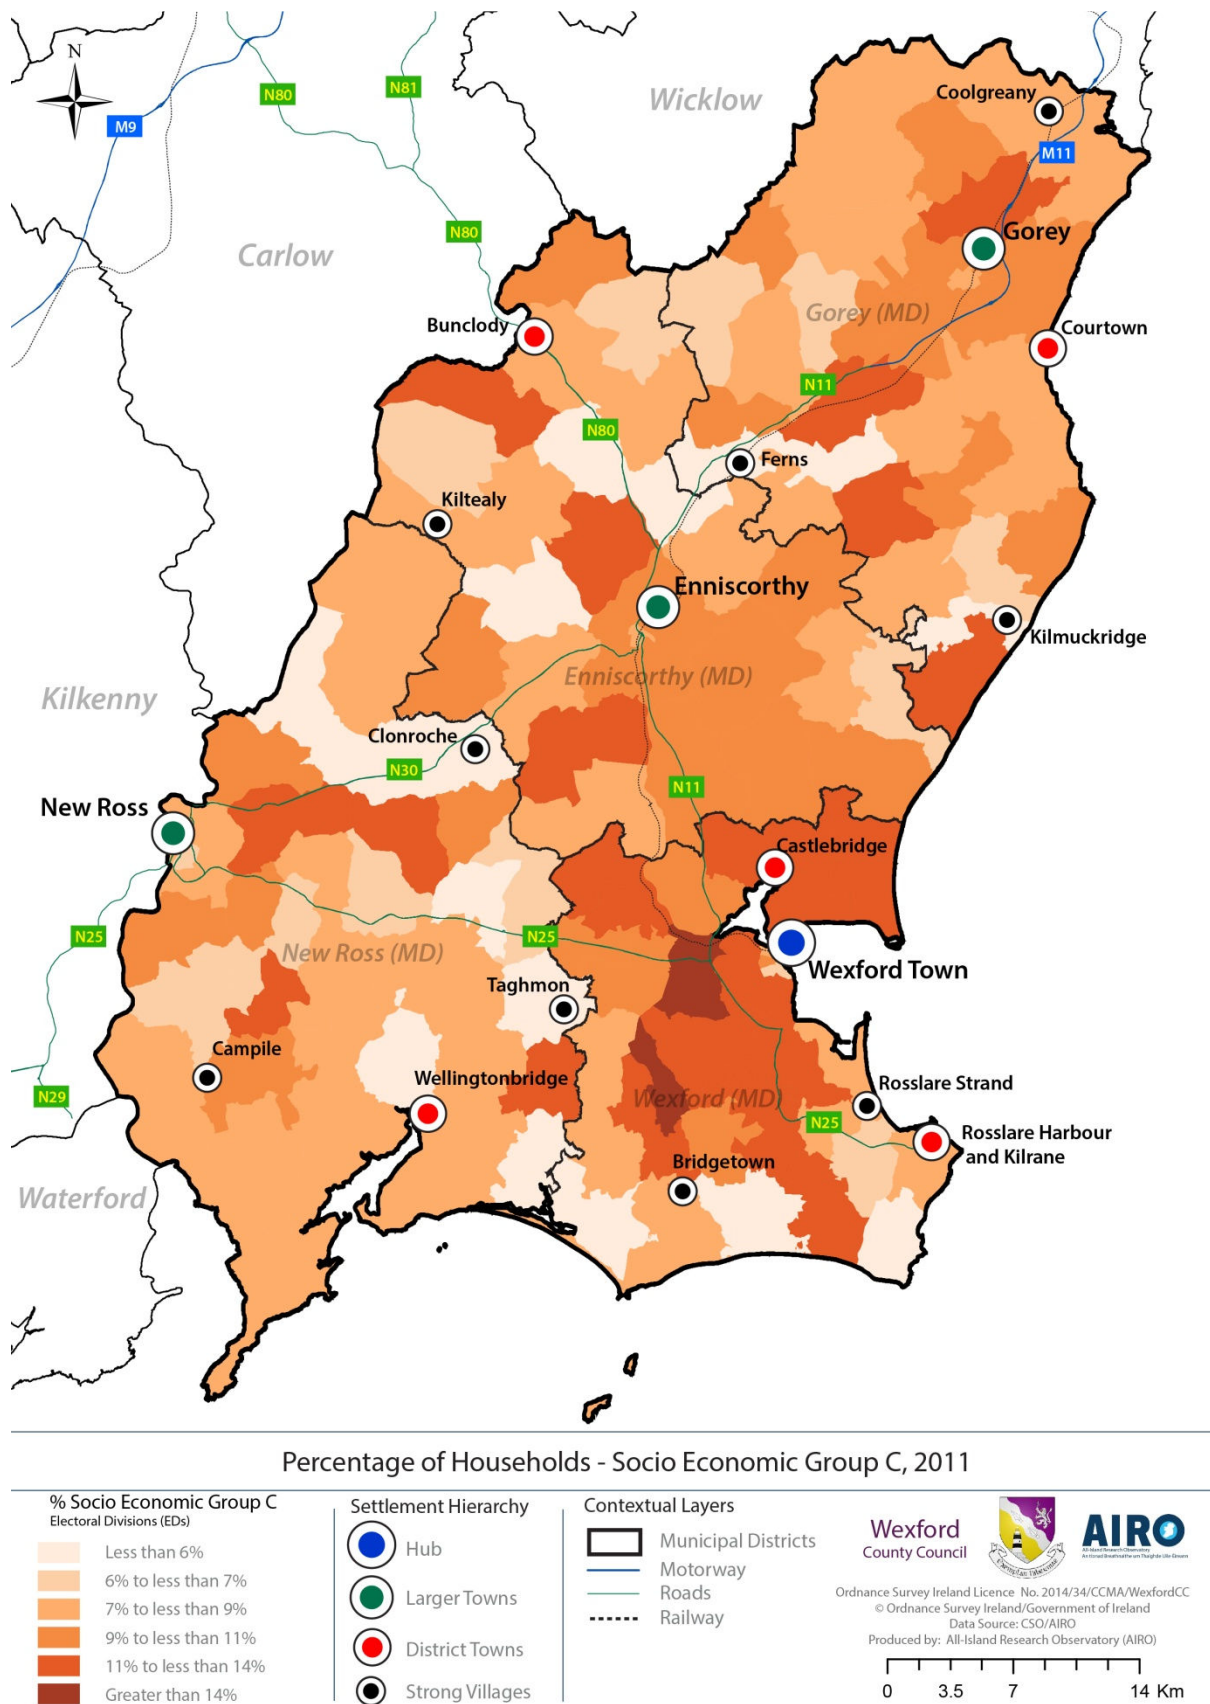 N
N80
N81
Wicklow
Coolgreany
M9
M11
N80
Carlow
Gorey
Gorey (MD)
Bunclody
Courtown
N11
N80
Ferns
Kiltealy
Enniscorthy
Kilmuckridge
Enniscorthy (MD)
Kilkenny
Clonroche
N30
N11
New Ross
Castlebridge
N25
N25
New Ross (MD)
Wexford Town
Taghmon
Campile
Wellingtonbridge
Rosslare Strand
N29
Wexford (MD)
N25
Rosslare Harbour
and Kilrane
Bridgetown
Waterford
Percentage of Households - Socio Economic Group C, 2011
% Socio Economic Group C
Electoral Divisions (EDs)
Less than 6%
6% to less than 7%
7% to less than 9%
9% to less than 11%
11% to less than 14%
Greater than 14%
Settlement Hierarchy
Hub
Larger Towns
District Towns
Strong Villages
Contextual Layers
Municipal Districts
Motorway
Roads
Railway
Wexford
County Council
AIRO
All-Island Research Observatory
Ordnance Survey Ireland Licence No. 2014/34/CCMA/WexfordCC
© Ordnance Survey Ireland/Government of Ireland
Data Source: CSO/AIRO
Produced by: All-Island Research Observatory (AIRO)
0 3.5 7 14 Km